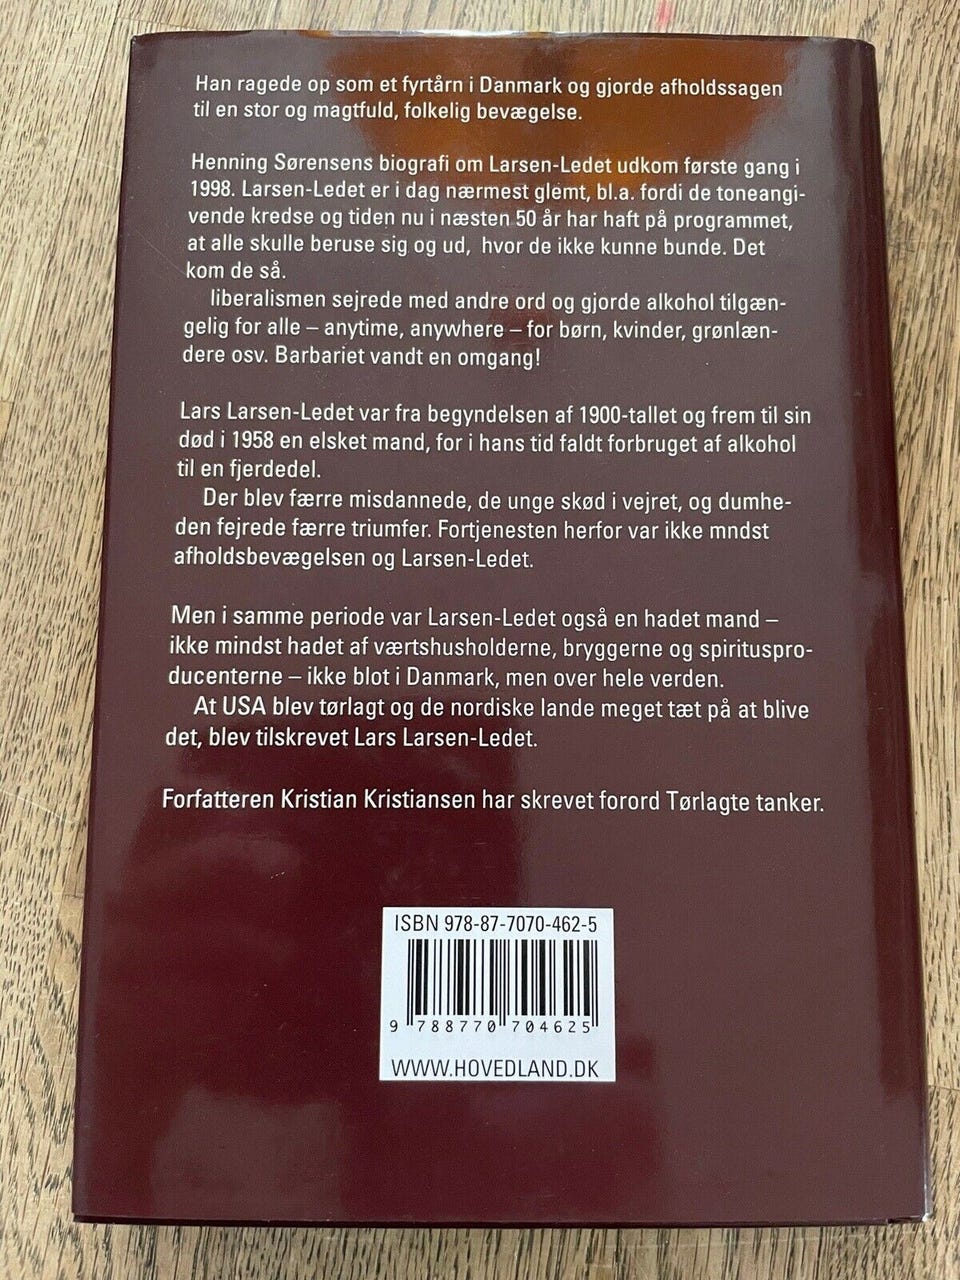 Han ragede op som et fyrtårn i Danmark og gjorde afholdssagen
til en stor og magtfuld, folkelig bevægelse.
Henning Sørensens biografi om Larsen-Ledet udkom første gang i
1998. Larsen-Ledet er i dag nærmest glemt, bl.a. fordi de toneangi-
vende kredse og tiden nu i næsten 50 år har haft på programmet,
at alle skulle beruse sig og ud, hvor de ikke kunne bunde. Det
kom de så.
liberalismen sejrede med andre ord og gjorde alkohol tilgæn-
gelig for alle – anytime, anywhere – for børn, kvinder, grønlæn-
dere osv. Barbariet vandt en omgang!
Lars Larsen-Ledet var fra begyndelsen af 1900-tallet og frem til sin
død i 1958 en elsket mand, for i hans tid faldt forbruget af alkohol
til en fjerdedel.
Der blev færre misdannede, de unge skød i vejret, og dumhe-
den fejrede færre triumfer. Fortjenesten herfor var ikke mndst
afholdsbevægelsen og Larsen-Ledet.
Men i samme periode var Larsen-Ledet også en hadet mand –
ikke mindst hadet af værtshusholderne, bryggerne og spirituspro-
ducenterne – ikke blot i Danmark, men over hele verden.
At USA blev tørlagt og de nordiske lande meget tæt på at blive
det, blev tilskrevet Lars Larsen-Ledet.
Forfatteren Kristian Kristiansen har skrevet forord Tørlagte tanker.
ISBN 978-87-7070-462-5
9 788770 704625
WWW.HOVEDLAND.DK